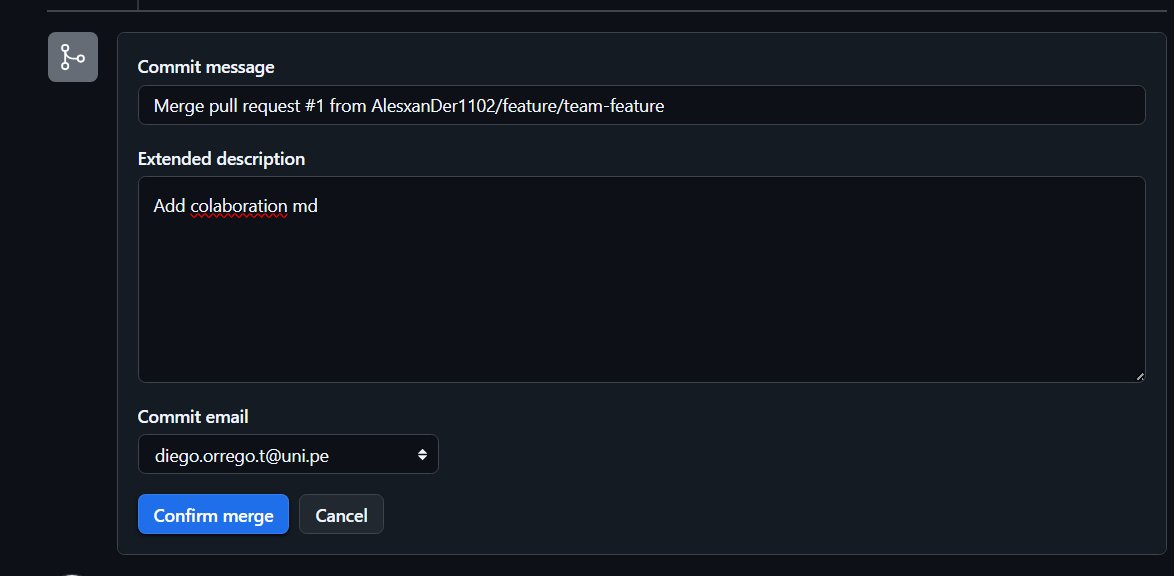 Commit message
Merge pull request #1 from AlesxanDer1102/feature/team-feature
Extended description
Add colaboration md
Commit email
diego.orrego.t@uni.pe
Confirm merge
Cancel